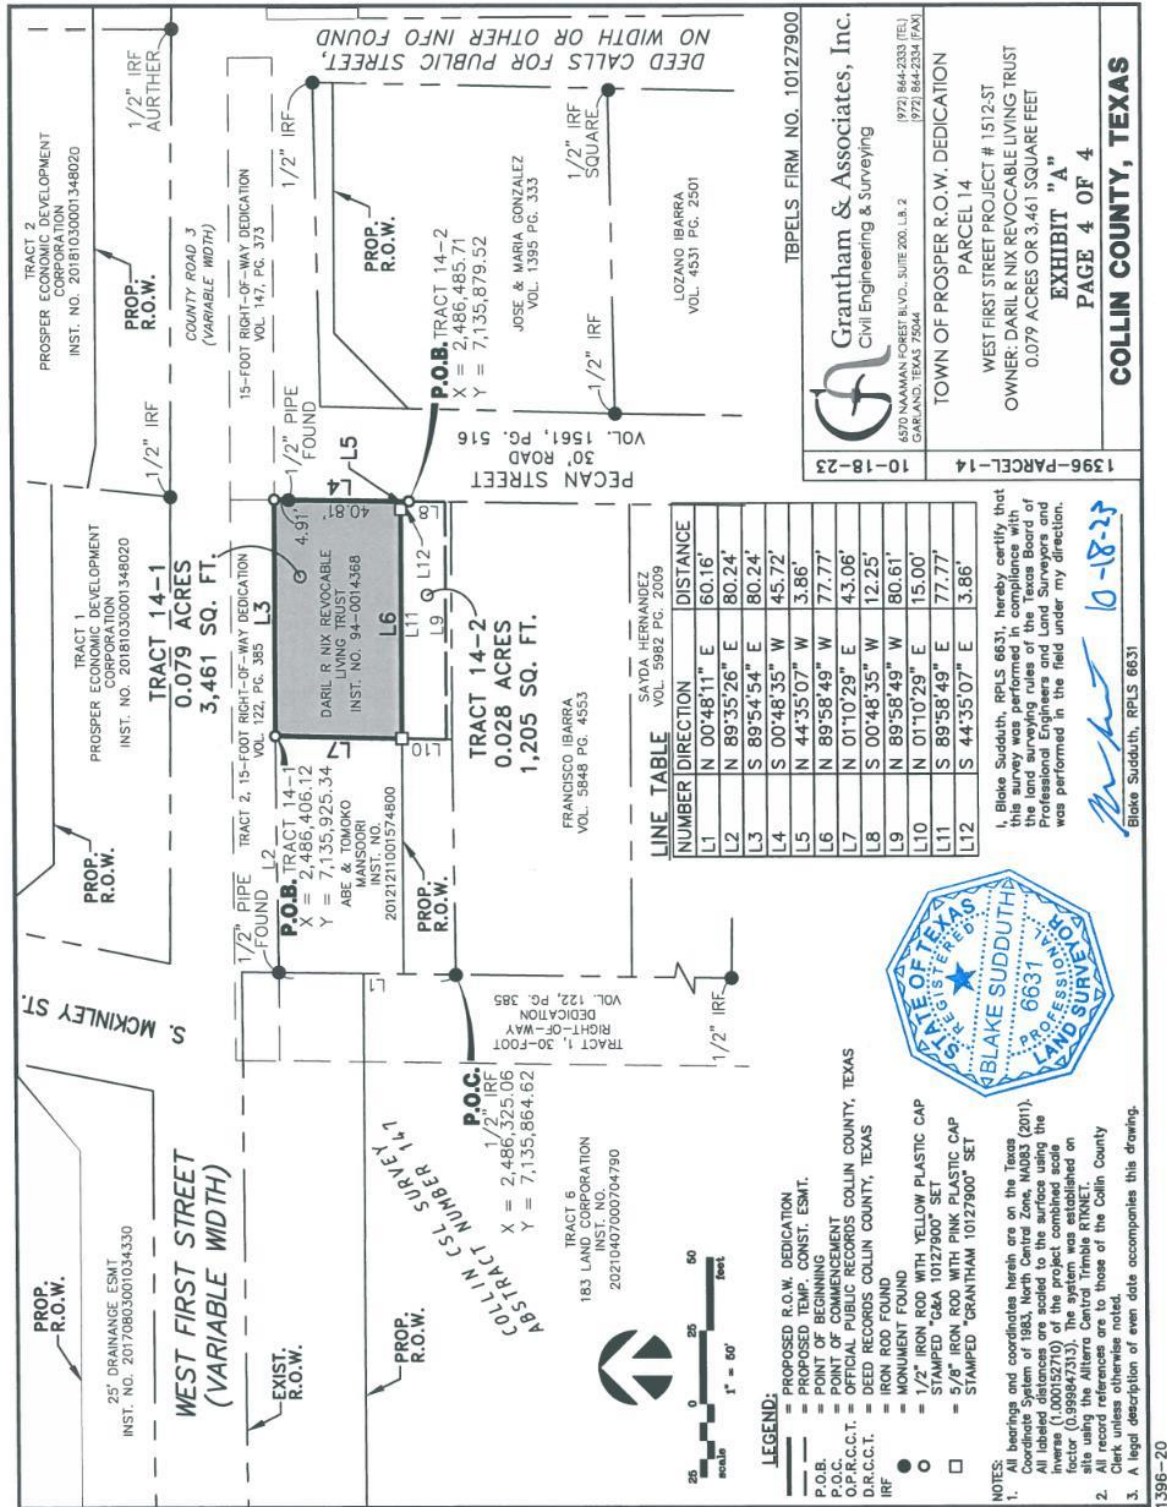 TRACT 2
PROSPER ECONOMIC DEVELOPMENT
CORPORATION
INST. NO. 20181030001348020
TRACT 1
PROSPER ECONOMIC DEVELOPMENT
CORPORATION
INST. NO. 20181030001348020
PROP.
R.O.W.
25' DRAINANGE ESMT
INST. NO. 20170803001034330
PROP.
R.O.W.
PROP.
R.O.W.
S. MCKINLEY ST.
1/2" IRF
AURTHER
COUNTY ROAD 3
(VARIABLE WIDTH)
1/2" IRF
TRACT 14-1
0.079 ACRES
3,461 SQ. FT.
WEST FIRST STREET
(VARIABLE WIDTH)
EXIST.
R.O.W.
PROP.
R.O.W.
15-FOOT RIGHT-OF-WAY DEDICATION
VOL. 147, PG. 373
TRACT 2, 15-FOOT RIGHT-OF-WAY DEDICATION
VOL. 122, PG. 385
1/2" PIPE
FOUND
L2
L3
1/2" PIPE
FOUND
4.91'
L4
40.81'
L5
P.O.B. TRACT 14-1
X = 2,486,406.12
Y = 7,135,925.34
ABE & TOMOKO
MANSOORI
INST. NO.
20121211001574800
DARIL R NIX REVOCABLE
LIVING TRUST
INST. NO. 94-0014368
L6
L7
L1
PROP.
R.O.W.
L10
L11
L9
L12
L8
P.O.B. TRACT 14-2
X = 2,486,485.71
Y = 7,135,879.52
TRACT 14-2
0.028 ACRES
1,205 SQ. FT.
1/2" IRF
PROP.
R.O.W.
DEED CALLS FOR PUBLIC STREET,
NO WIDTH OR OTHER INFO FOUND
JOSE & MARIA GONZALEZ
VOL. 1395 PG. 333
1/2" IRF
SQUARE
1/2" IRF
LOZANO IBARRA
VOL. 4531 PG. 2501
PECAN STREET
30' ROAD
VOL. 1561, PG. 516
FRANCISCO IBARRA
VOL. 5848 PG. 4553
SAYDA HERNANDEZ
VOL. 5982 PG. 2009
TRACT 1, 30-FOOT
RIGHT-OF-WAY
DEDICATION
VOL. 122, PG. 385
1/2" IRF
P.O.C.
1/2" IRF
X = 2,486,325.06
Y = 7,135,864.62
COLLIN CSL SURVEY
ABSTRACT NUMBER 147
TRACT 6
183 LAND CORPORATION
INST. NO.
20210407000704790
25 0 25 50
scale 1" = 50' feet
LEGEND:
= PROPOSED R.O.W. DEDICATION
= PROPOSED TEMP. CONST. ESMT.
P.O.B. = POINT OF BEGINNING
P.O.C. = POINT OF COMMENCEMENT
O.P.R.C.C.T. = OFFICIAL PUBLIC RECORDS COLLIN COUNTY, TEXAS
D.R.C.C.T. = DEED RECORDS COLLIN COUNTY, TEXAS
IRF = IRON ROD FOUND
= MONUMENT FOUND
= 1/2" IRON ROD WITH YELLOW PLASTIC CAP
STAMPED "G&A 10127900" SET
= 5/8" IRON ROD WITH PINK PLASTIC CAP
STAMPED "GRANTHAM 10127900" SET
NOTES:
1. All bearings and coordinates herein are on the Texas
Coordinate System of 1983, North Central Zone, NAD83 (2011).
All labeled distances are scaled to the surface using the
inverse (1.000152710) of the project combined scale
factor (0.999847313). The system was established on
site using the Allterra Central Trimble RTKNET.
2. All record references are to those of the Collin County
Clerk unless otherwise noted.
3. A legal description of even date accompanies this drawing.
LINE TABLE
NUMBER DIRECTION DISTANCE
L1 N 00°48'11" E 60.16'
L2 N 89°35'26" E 80.24'
L3 S 89°54'54" E 80.24'
L4 S 00°48'35" W 45.72'
L5 N 44°35'07" W 3.86'
L6 N 89°58'49" W 77.77'
L7 N 01°10'29" E 43.06'
L8 S 00°48'35" W 12.25'
L9 N 89°58'49" W 80.61'
L10 N 01°10'29" E 15.00'
L11 S 89°58'49" E 77.77'
L12 S 44°35'07" E 3.86'
STATE OF TEXAS
REGISTERED
BLAKE SUDDUTH
6631
PROFESSIONAL
LAND SURVEYOR
I, Blake Sudduth, RPLS 6631, hereby certify that
this survey was performed in compliance with
the land surveying rules of the Texas Board of
Professional Engineers and Land Surveyors and
was performed in the field under my direction.
10-18-23
Blake Sudduth, RPLS 6631
TBPELS FIRM NO. 10127900
Grantham & Associates, Inc.
Civil Engineering & Surveying
6570 NAAMAN FOREST BLVD., SUITE 200, L.B. 2
GARLAND, TEXAS 75044
(972) 864-2333 (TEL)
(972) 864-2334 (FAX)
10-18-23
1396-PARCEL-14
TOWN OF PROSPER R.O.W. DEDICATION
PARCEL 14
WEST FIRST STREET PROJECT # 1512-ST
OWNER: DARIL R NIX REVOCABLE LIVING TRUST
0.079 ACRES OR 3,461 SQUARE FEET
EXHIBIT "A"
PAGE 4 OF 4
COLLIN COUNTY, TEXAS
1396-20